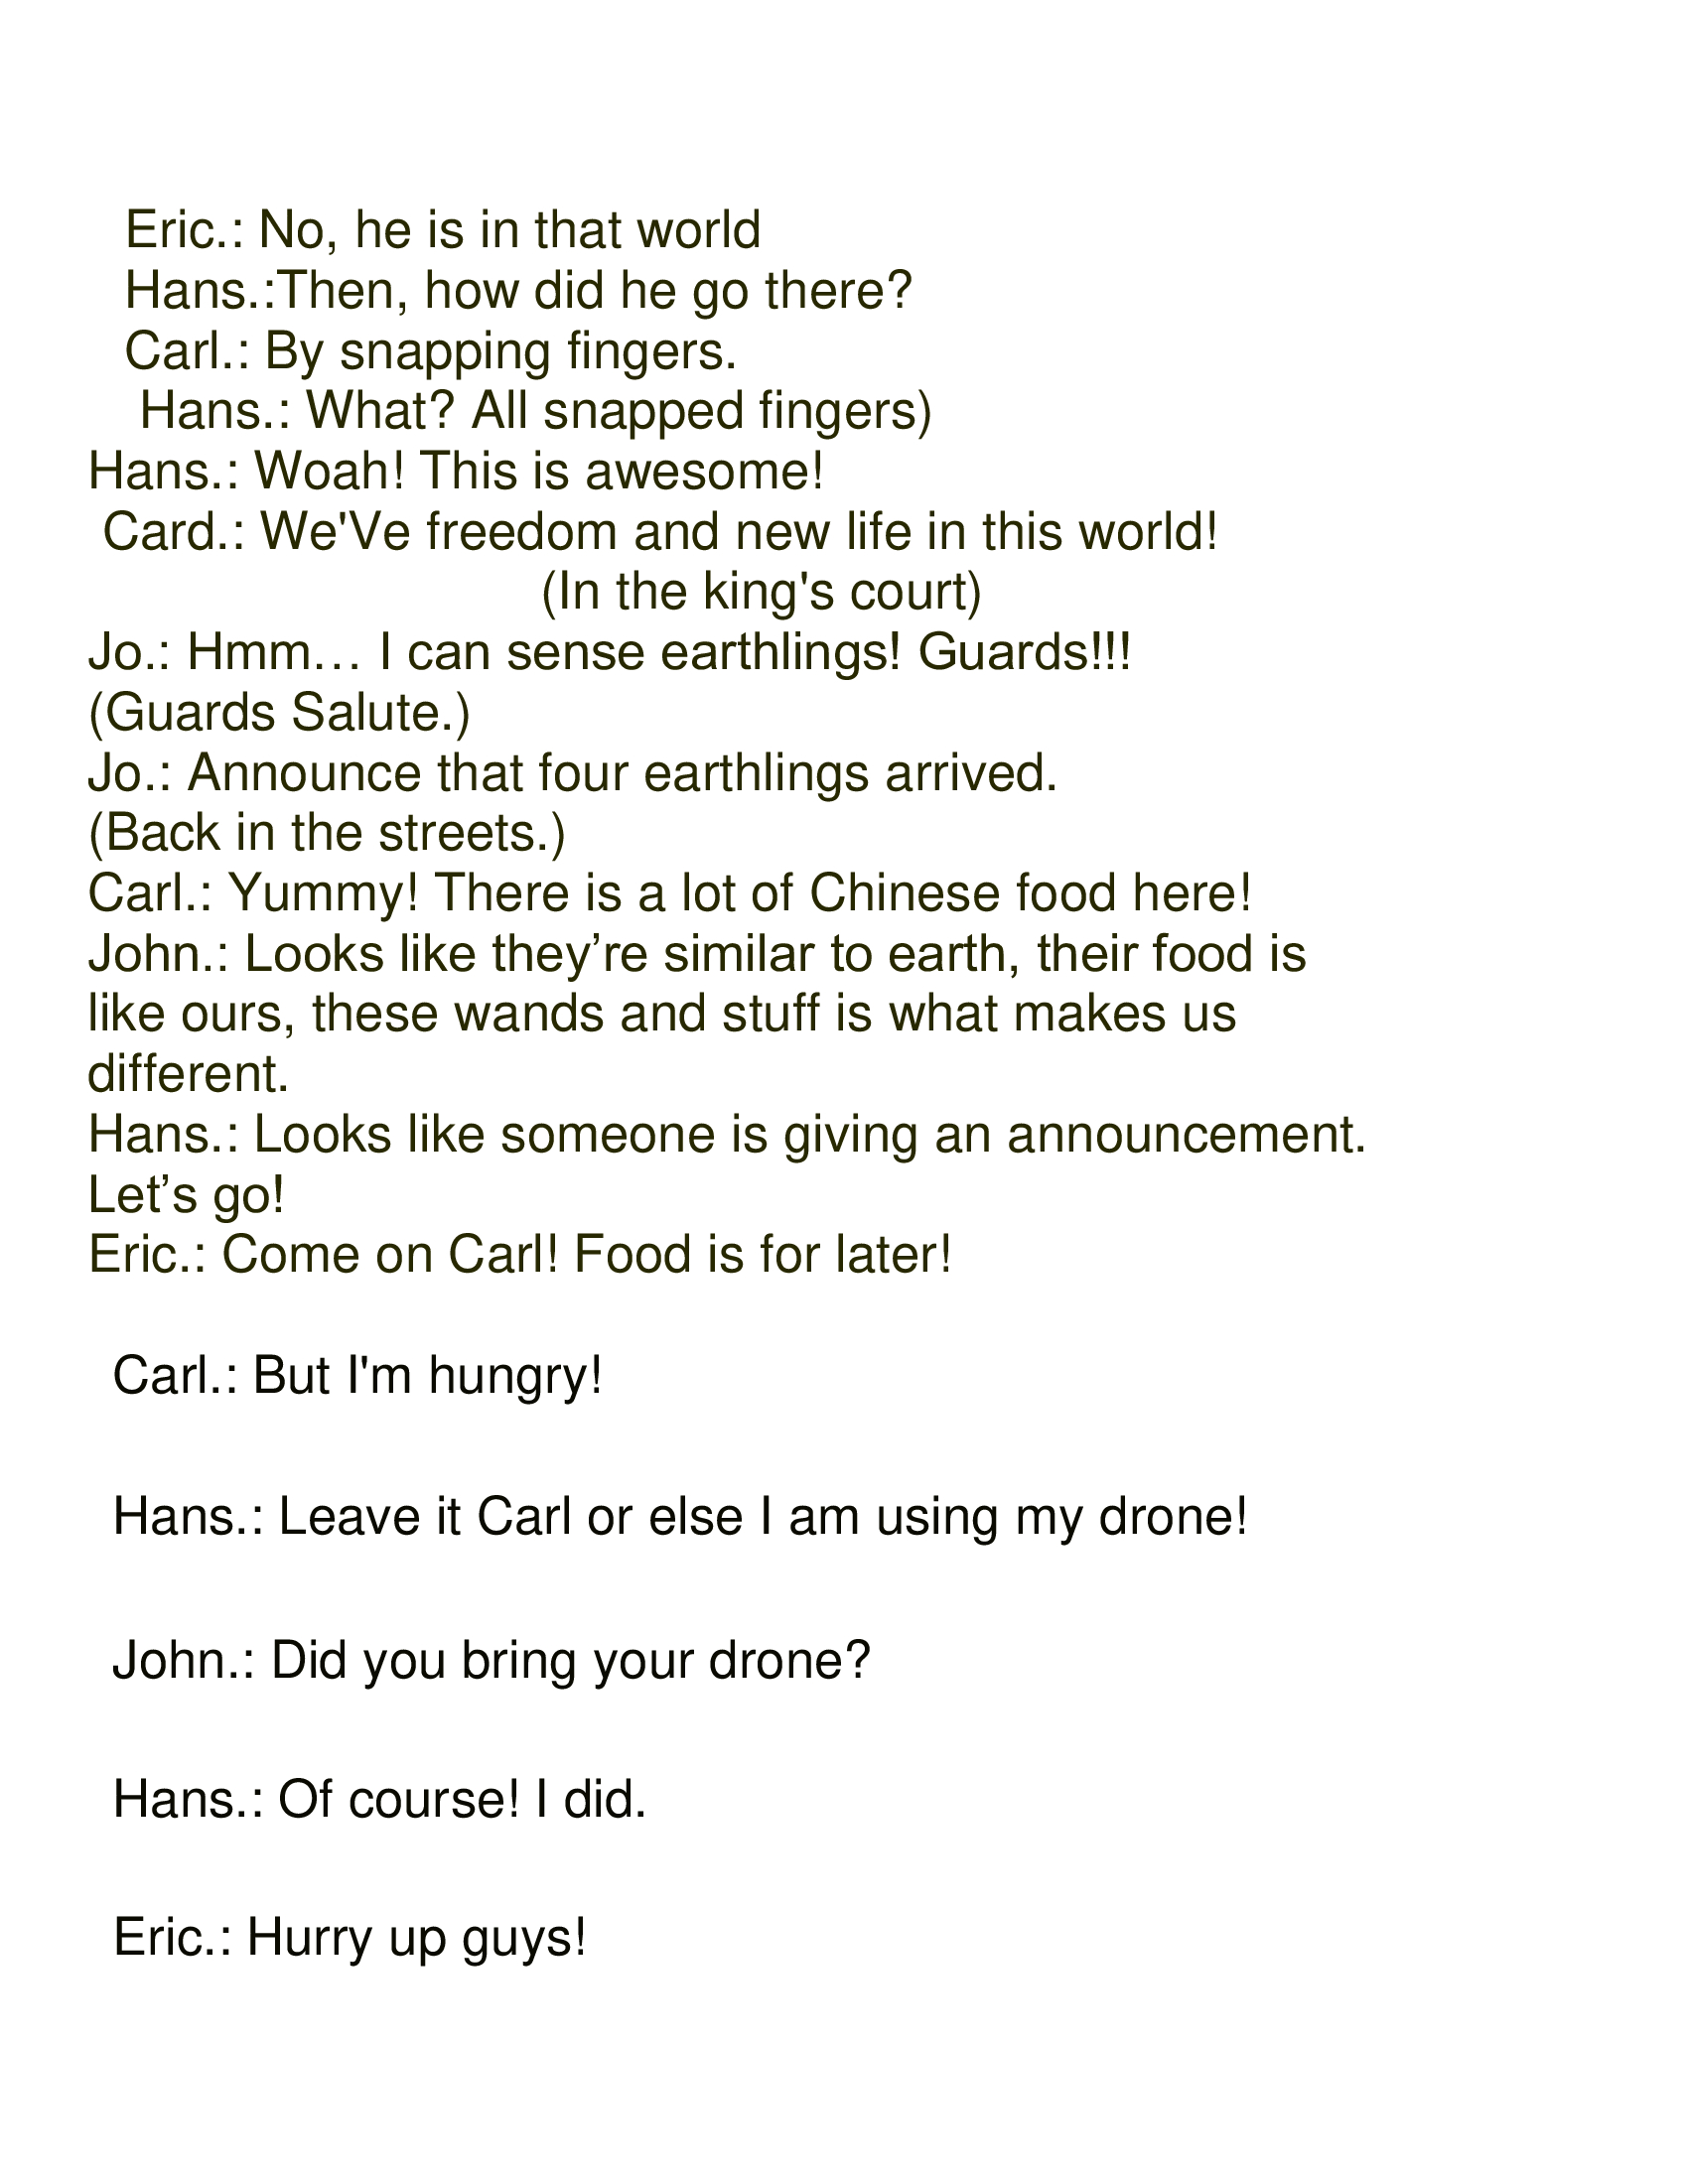 Eric.: No, he is in that world
Hans.:Then, how did he go there?
Carl.: By snapping fingers.
Hans.: What? All snapped fingers)
Hans.: Woah! This is awesome!
Card.: We'Ve freedom and new life in this world!
(In the king's court)
Jo.: Hmm… I can sense earthlings! Guards!!!
(Guards Salute.)
Jo.: Announce that four earthlings arrived.
(Back in the streets.)
Carl.: Yummy! There is a lot of Chinese food here!
John.: Looks like they’re similar to earth, their food is
like ours, these wands and stuff is what makes us
different.
Hans.: Looks like someone is giving an announcement.
Let’s go!
Eric.: Come on Carl! Food is for later!
Carl.: But I'm hungry!
Hans.: Leave it Carl or else I am using my drone!
John.: Did you bring your drone?
Hans.: Of course! I did.
Eric.: Hurry up guys!